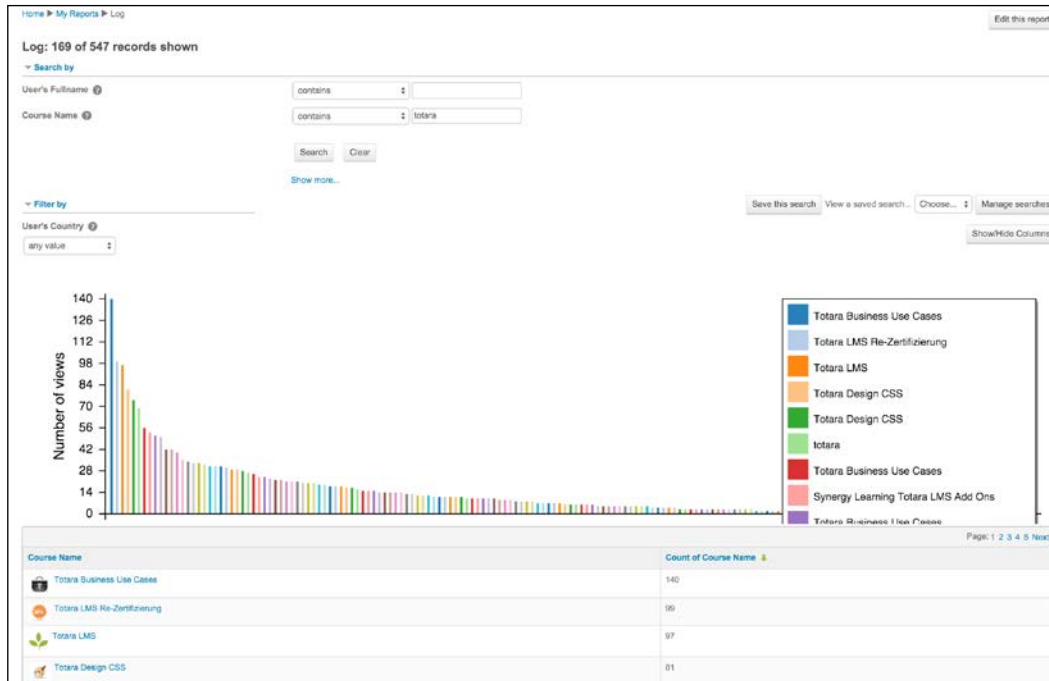 Home ▶ My Reports ▶ Log
Edit this report
Log: 169 of 547 records shown
Search by
User's Fullname
contains
Course Name
contains totara
Search Clear
Show more...
Filter by
Save this search View a saved search... Choose... Manage searches
User's Country
Show/Hide Columns
any value
Number of views
140
126
112
98
84
70
56
42
28
14
0
Totara Business Use Cases
Totara LMS Re-Zertifizierung
Totara LMS
Totara Design CSS
Totara Design CSS
totara
Totara Business Use Cases
Synergy Learning Totara LMS Add Ons
Totara Business Use Cases
Page: 1 2 3 4 5 Next
Course Name Count of Course Name
Totara Business Use Cases 140
Totara LMS Re-Zertifizierung 99
Totara LMS 97
Totara Design CSS 81